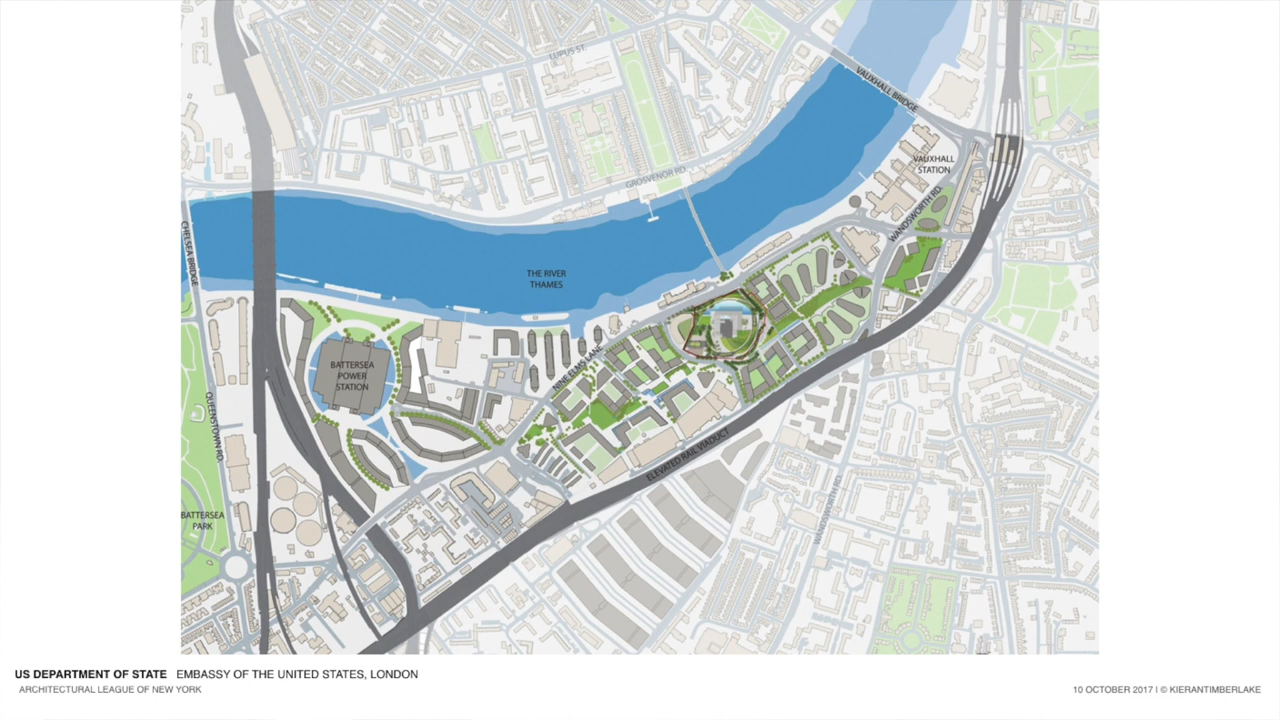 LUPUS ST.
VAUXHALL BRIDGE
VAUXHALL
STATION
GROSVENOR RD.
WANDSWORTH RD.
CHELSEA BRIDGE
THE RIVER
THAMES
NINE ELMS LANE
BATTERSEA
POWER
STATION
QUEENSTOWN RD.
ELEVATED RAIL VIADUCT
WANDSWORTH RD.
BATTERSEA
PARK
US DEPARTMENT OF STATE EMBASSY OF THE UNITED STATES, LONDON
ARCHITECTURAL LEAGUE OF NEW YORK
10 OCTOBER 2017 I © KIERANTIMBERLAKE